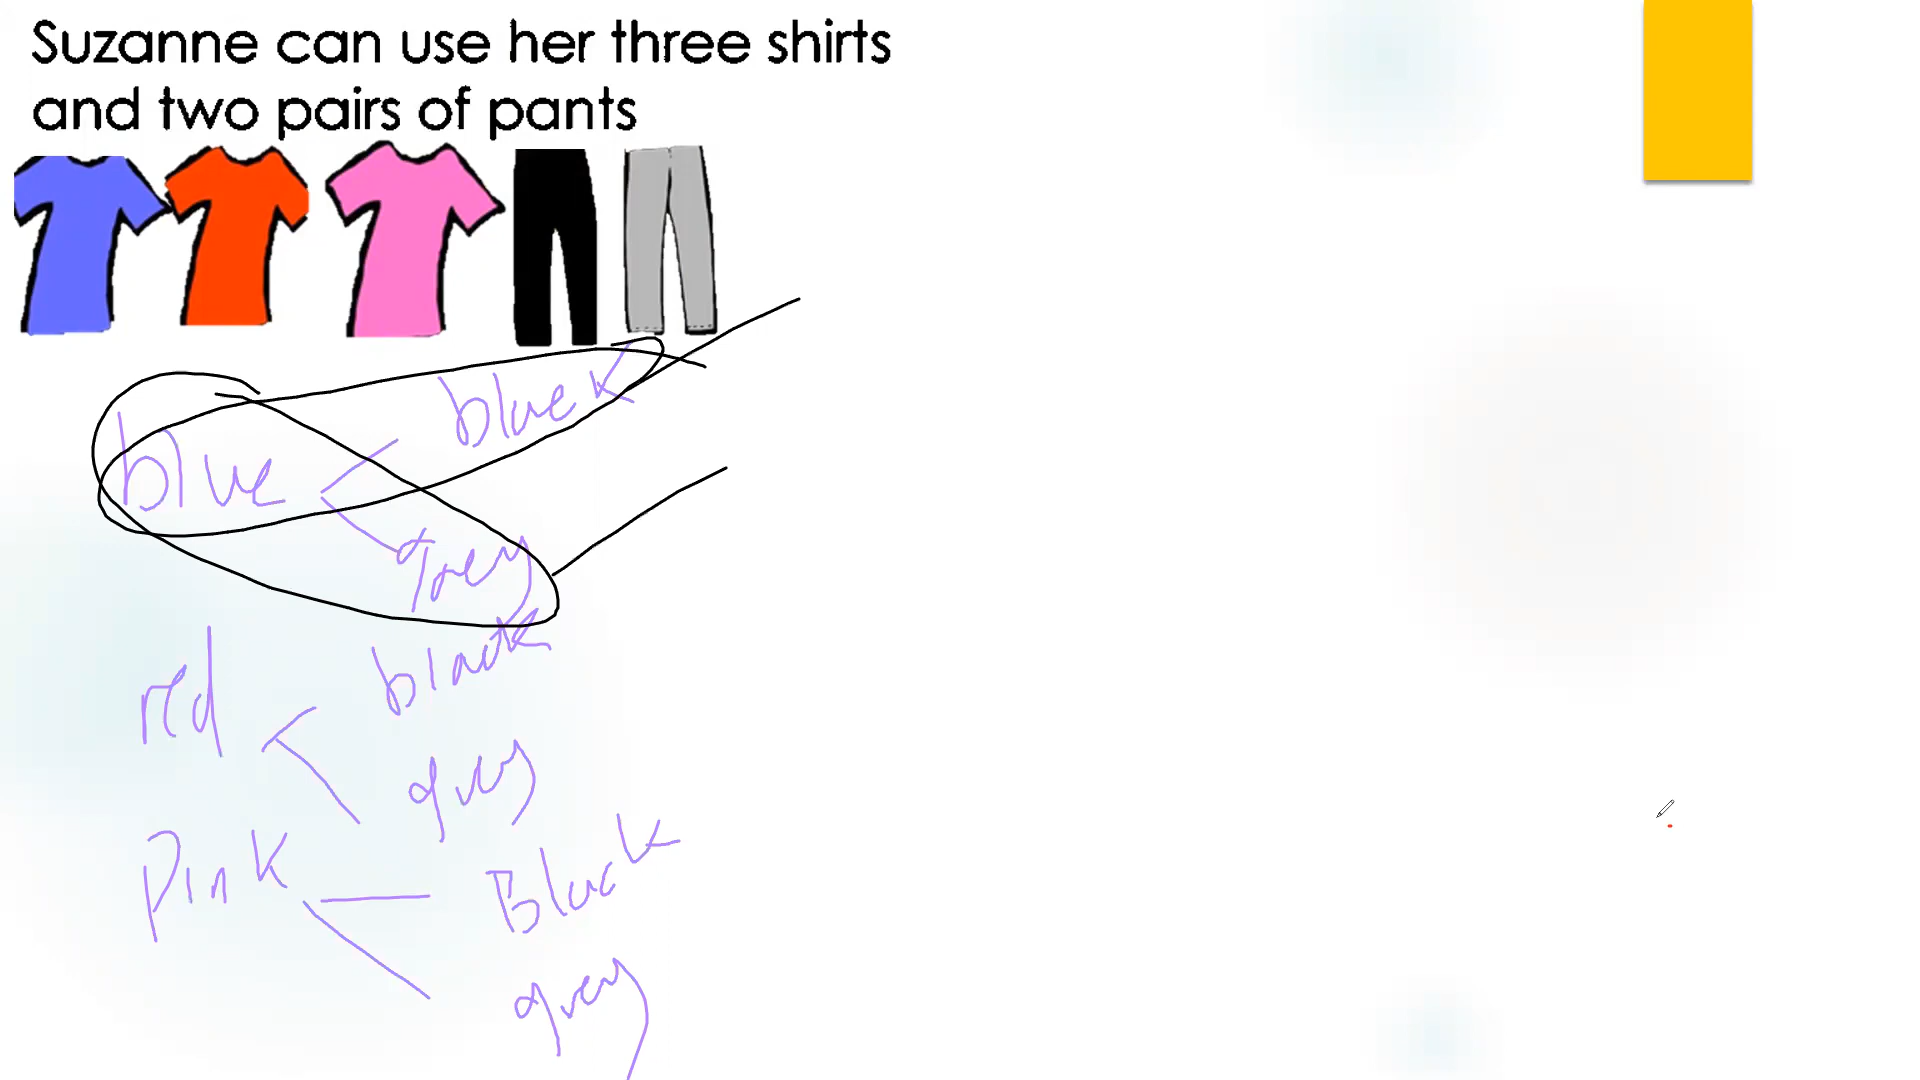 Suzanne can use her three shirts
and two pairs of pants
black
blue
grey
black
red
grey
Pink
Black
grey